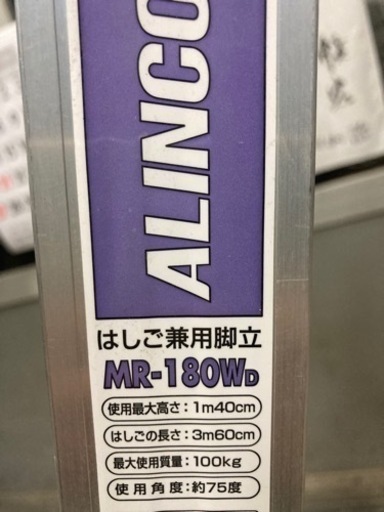 ALINCO
はしご兼用脚立
MR-180WD
使用最大高さ:1m40cm
はしごの長さ:3m60cm
最大使用質量:100kg
使用角度:約75度